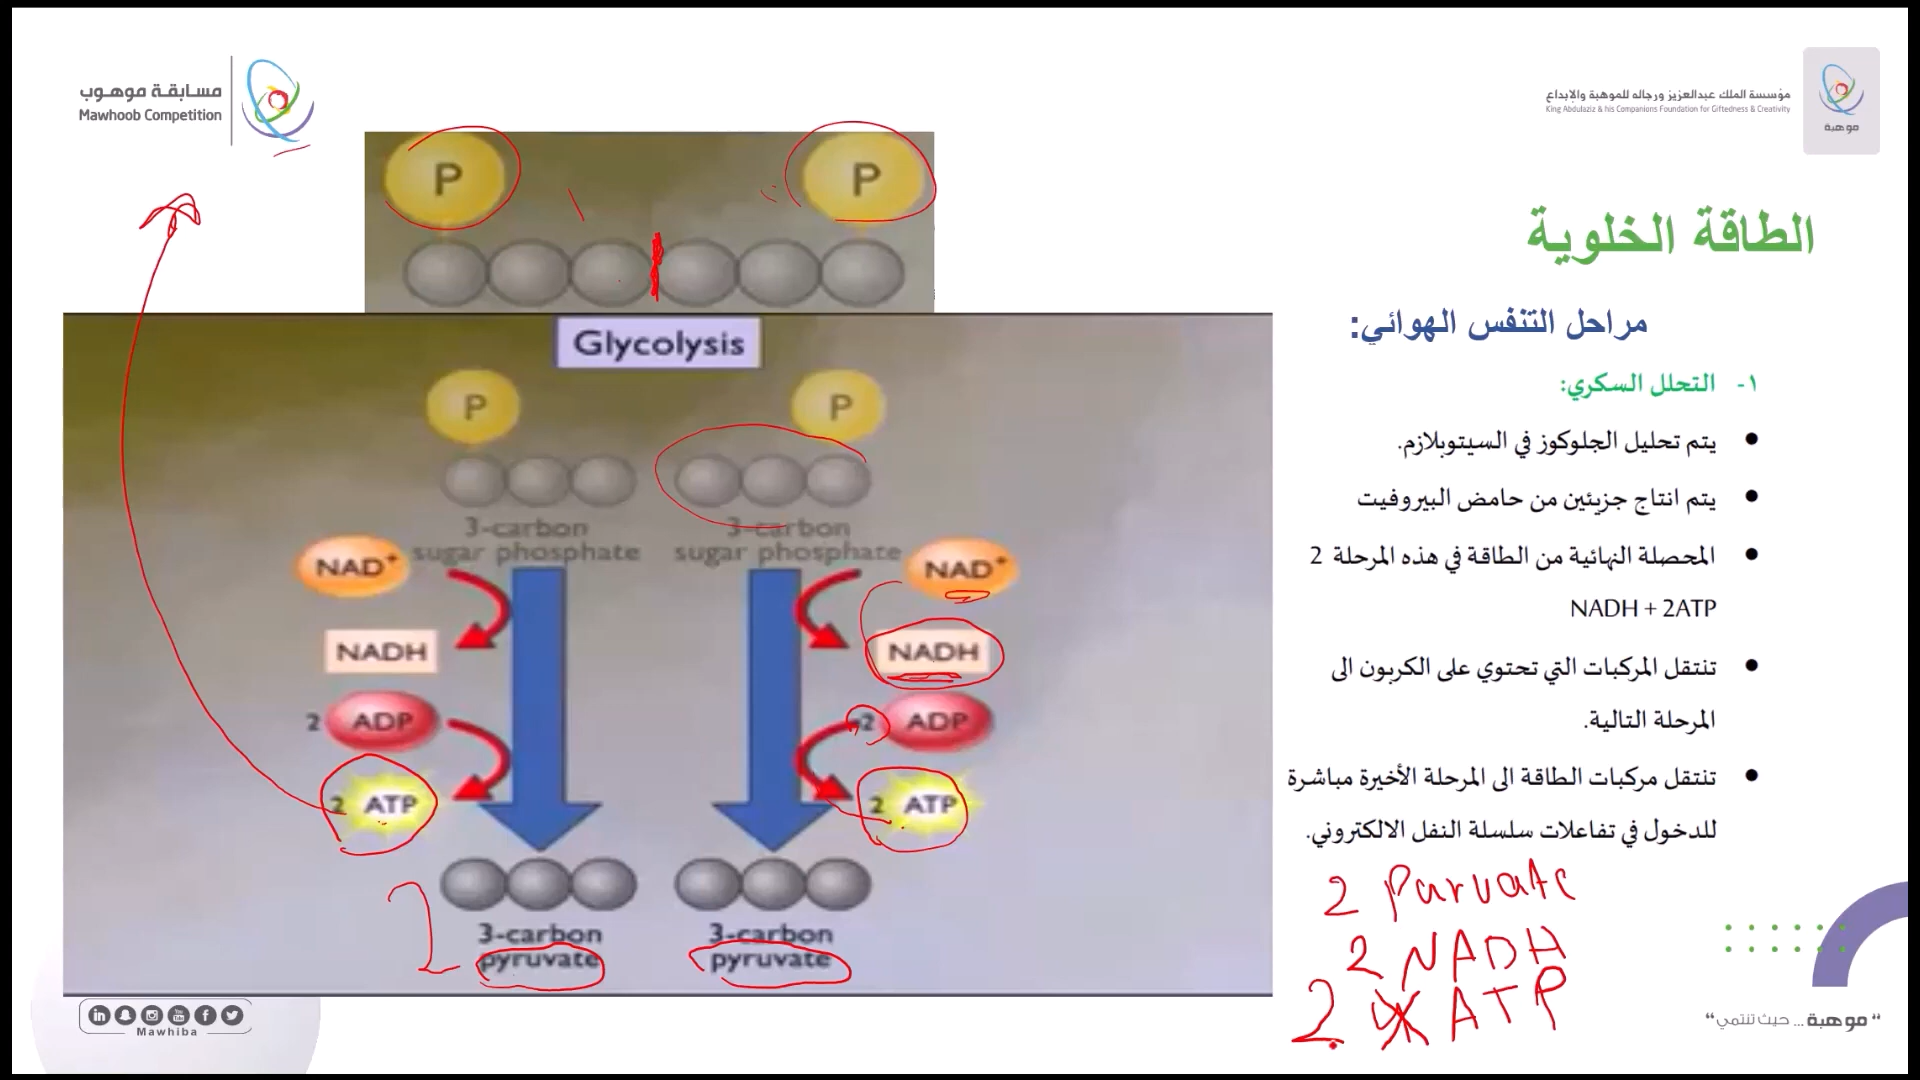 مسابقة موهوب
Mawhoob Competition
مؤسسة الملك عبدالعزيز ورجاله للموهبة والإبداع
King Abdulaziz & his Companions Foundation for Giftedness & Creativity
موهبة
الطاقة الخلوية
مراحل التنفس الهوائي:
١- التحلل السكري:
● يتم تحليل الجلوكوز في السيتوبلازم.
● يتم انتاج جزيئين من حامض البيروفيت
● المحصلة النهائية من الطاقة في هذه المرحلة 2
NADH + 2ATP
● تنتقل المركبات التي تحتوي على الكربون الى
المرحلة التالية.
● تنتقل مركبات الطاقة الى المرحلة الأخيرة مباشرة
للدخول في تفاعلات سلسلة النفل الالكتروني.
P P
Glycolysis
P P
3-carbon 3-carbon
sugar phosphate sugar phosphate
NAD+ NAD+
NADH NADH
2 ADP 2 ADP
2 ATP 2 ATP
3-carbon 3-carbon
pyruvate pyruvate
2
2 Parvate
2 NADH
2 4 ATP
Mawhiba
“موهبة... حيث تنتمي”